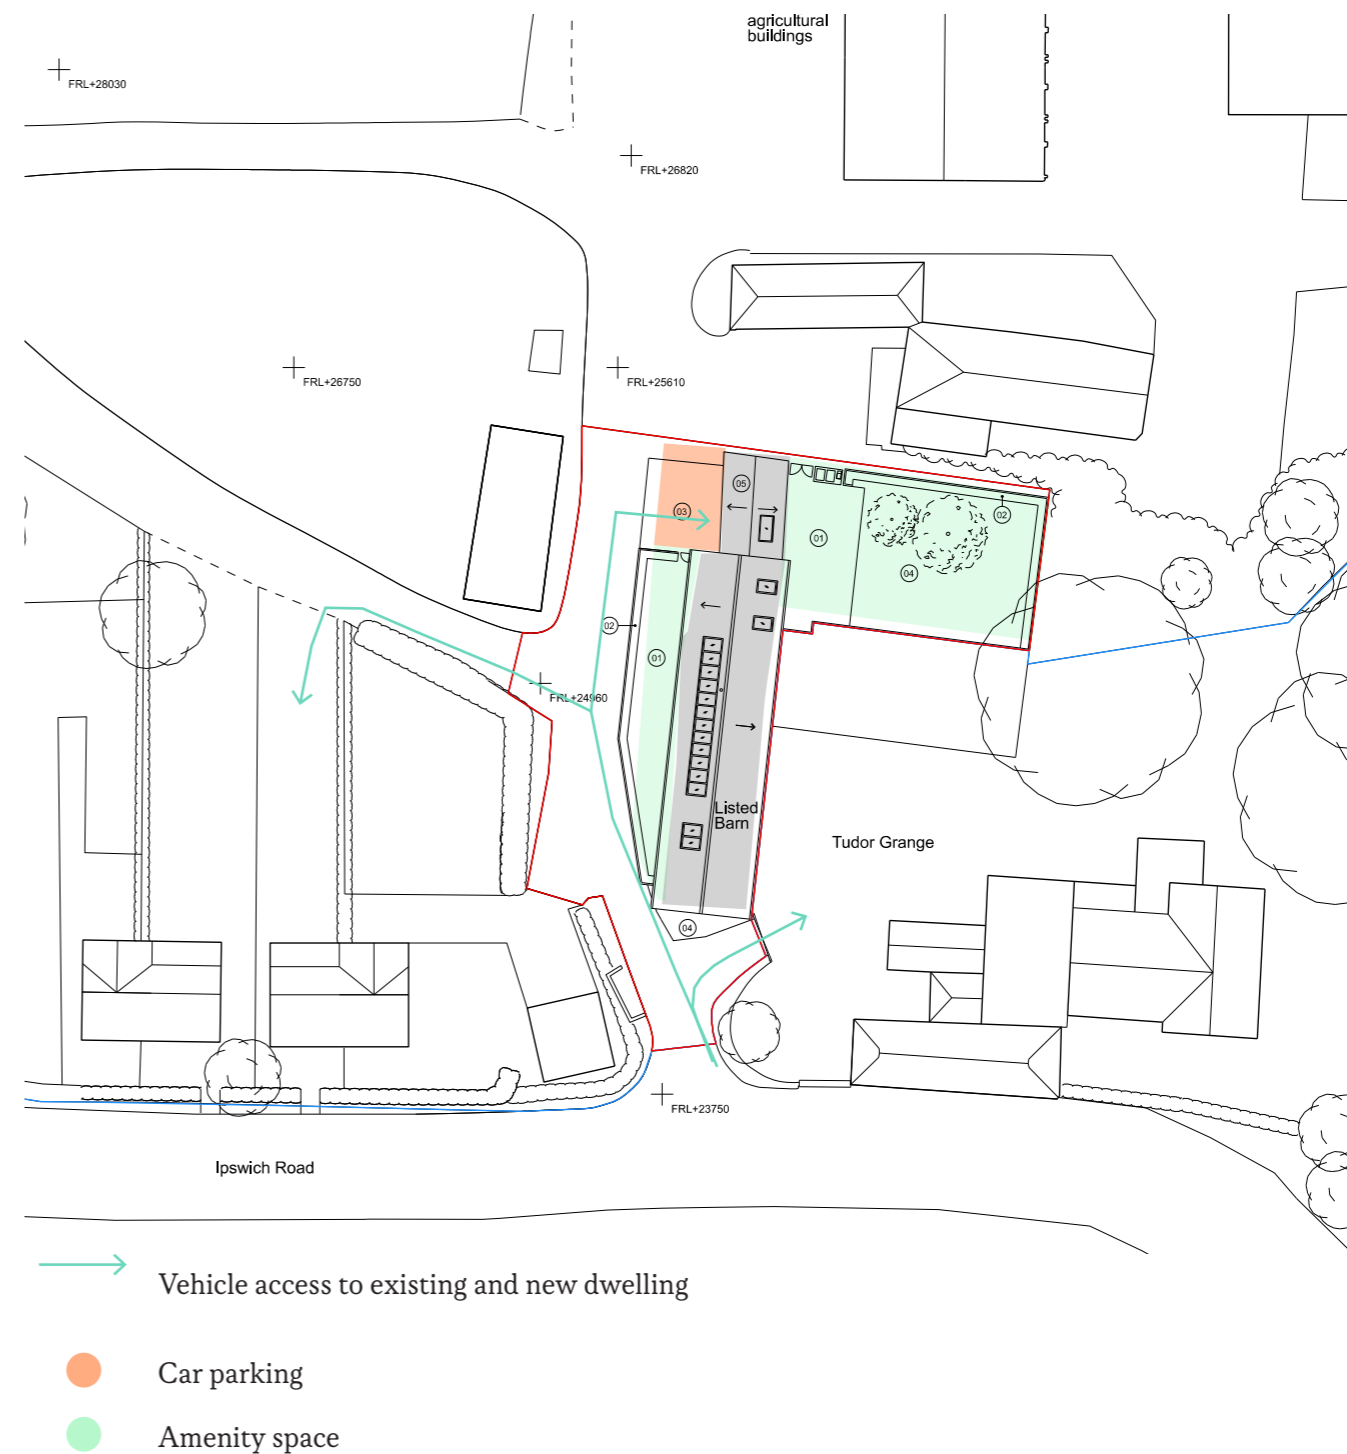 agricultural
buildings
FRL+28030
FRL+26820
FRL+26750
FRL+25610
05
03
02
01
04
02
01
FRL+24960
Listed
Barn
Tudor Grange
04
FRL+23750
Ipswich Road
Vehicle access to existing and new dwelling
Car parking
Amenity space